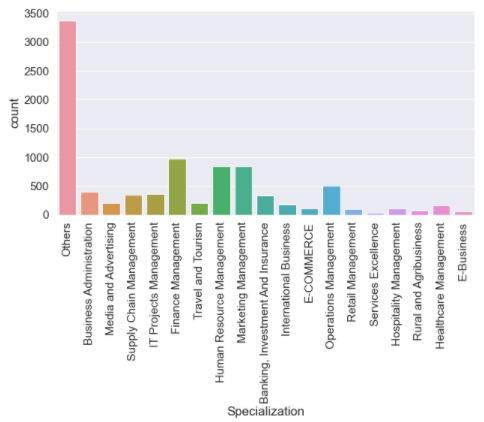 3500
3000
2500
2000
1500
1000
500
0
count
Others
Business Administration
Media and Advertising
Supply Chain Management
IT Projects Management
Finance Management
Travel and Tourism
Human Resource Management
Marketing Management
Banking, Investment And Insurance
International Business
E-COMMERCE
Operations Management
Retail Management
Services Excellence
Hospitality Management
Rural and Agribusiness
Healthcare Management
E-Business
Specialization